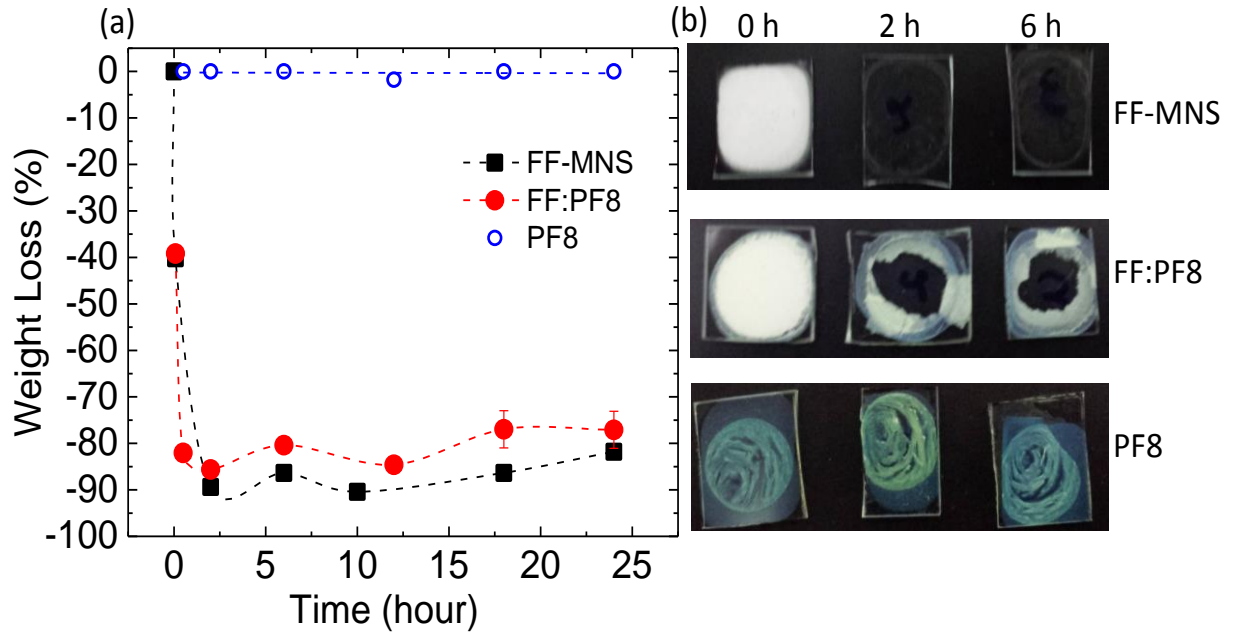 (a)
0
-10
-20
-30
-40
-50
-60
-70
-80
-90
-100
Weight Loss (%)
FF-MNS
FF:PF8
PF8
0 5 10 15 20 25
Time (hour)
(b) 0 h 2 h 6 h
FF-MNS
FF:PF8
PF8